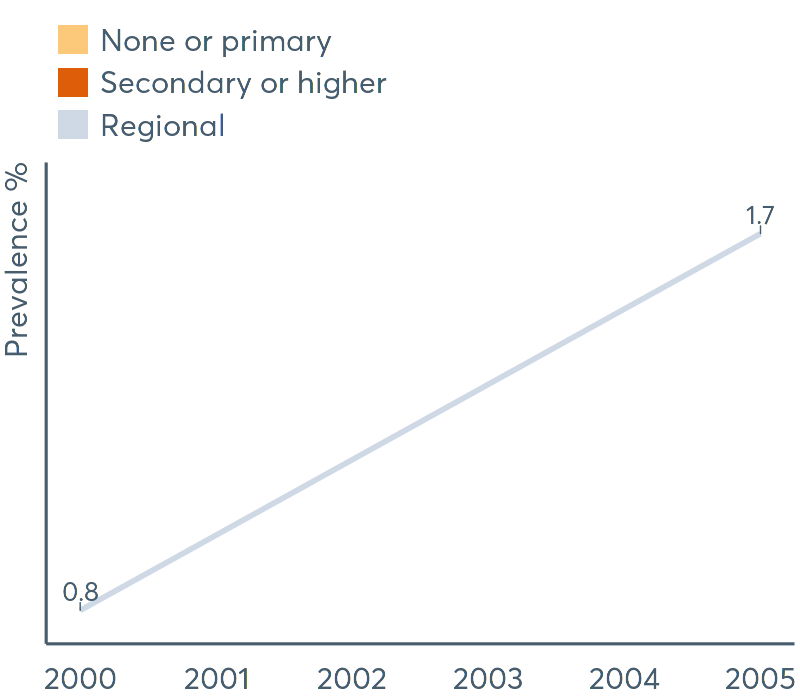 None or primary
Secondary or higher
Regional
Prevalence %
1.7
0.8
2000 2001 2002 2003 2004 2005